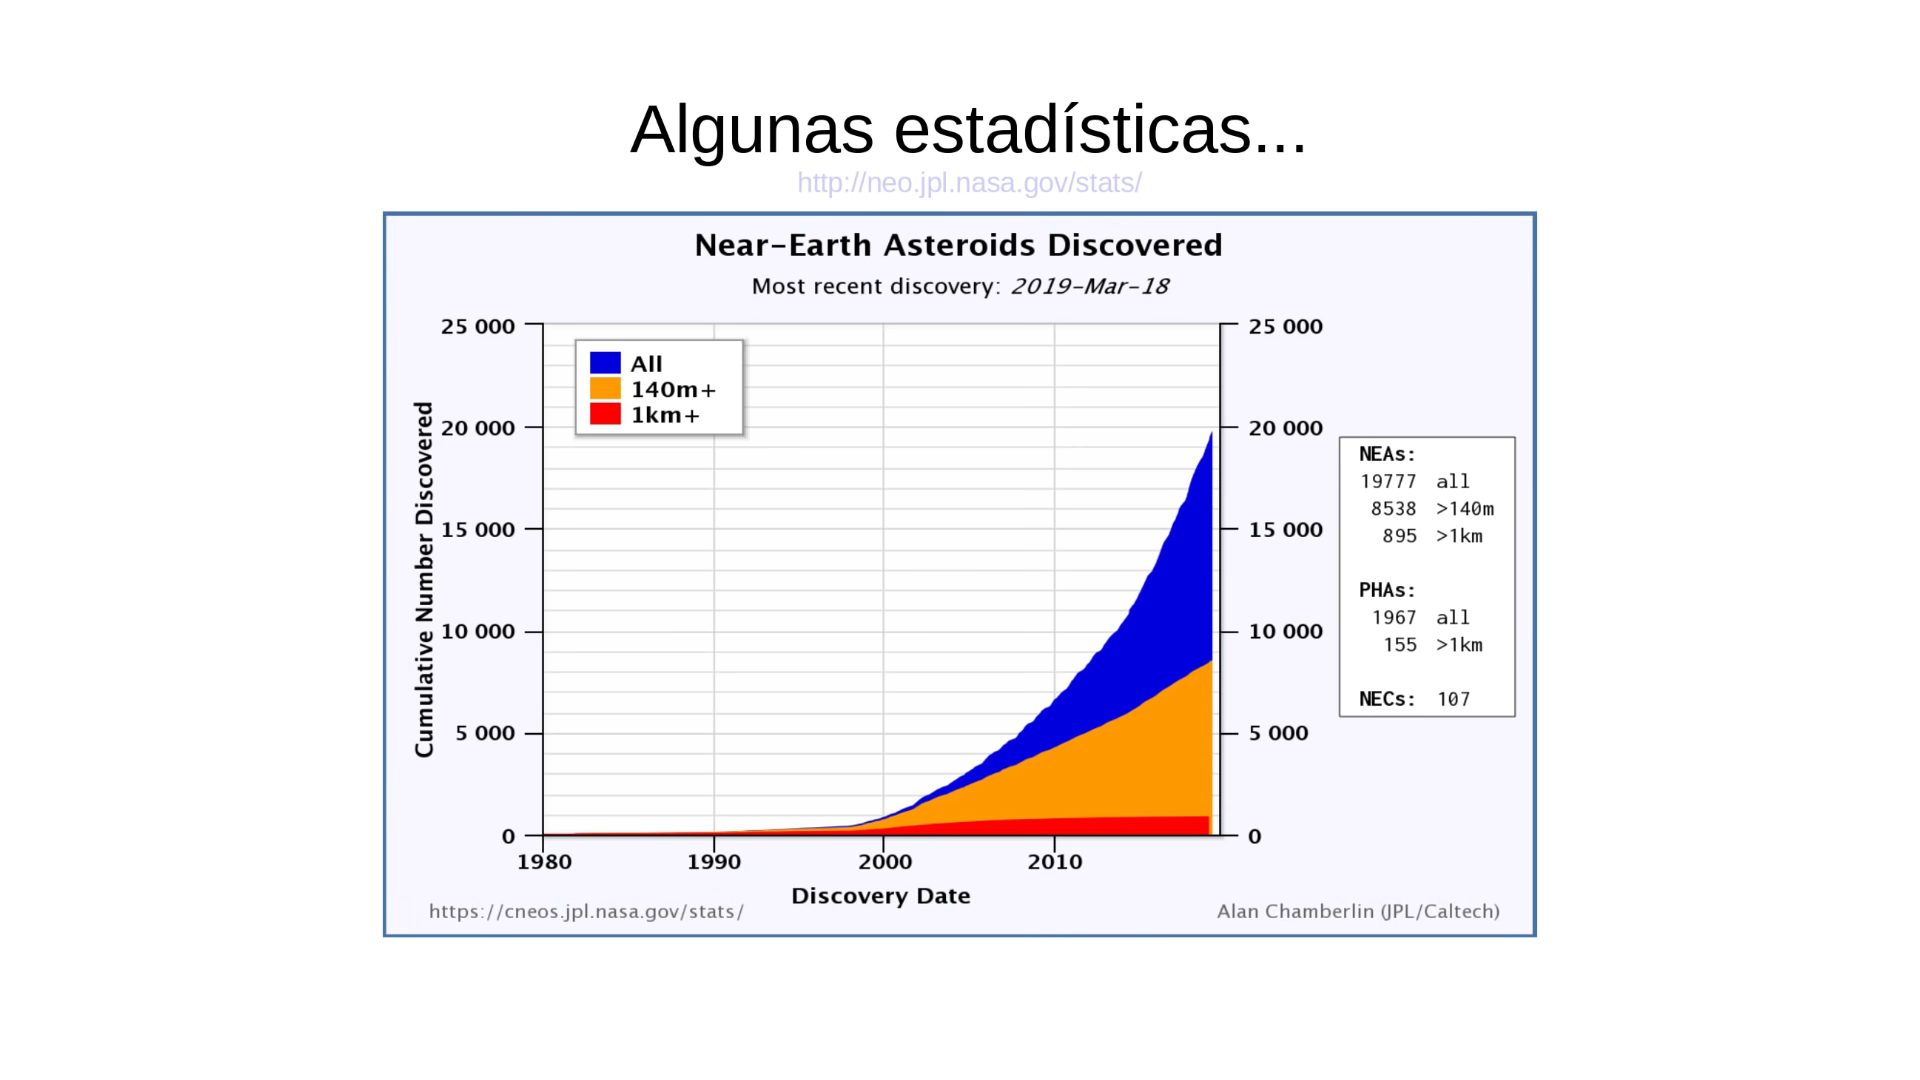 Algunas estadísticas...
http://neo.jpl.nasa.gov/stats/
Near-Earth Asteroids Discovered
Most recent discovery: 2019-Mar-18
25 000
20 000
15 000
10 000
5 000
0
Cumulative Number Discovered
All
140m+
1km+
25 000
20 000
15 000
10 000
5 000
0
NEAs:
19777 all
8538 >140m
895 >1km
PHAs:
1967 all
155 >1km
NECs: 107
1980 1990 2000 2010
Discovery Date
https://cneos.jpl.nasa.gov/stats/
Alan Chamberlin (JPL/Caltech)